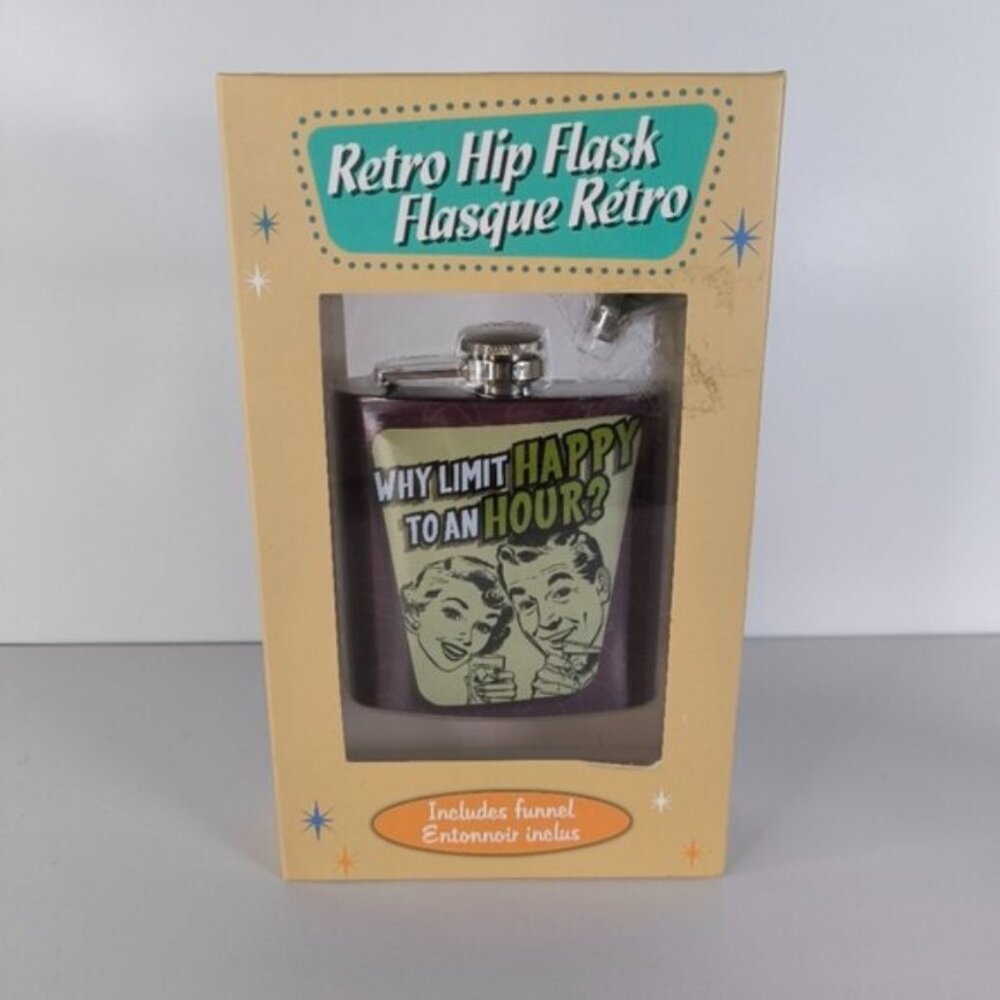 Retro Hip Flask
Flasque Rétro
WHY LIMIT HAPPY
TO AN HOUR?
Includes funnel
Entonnoir inclus